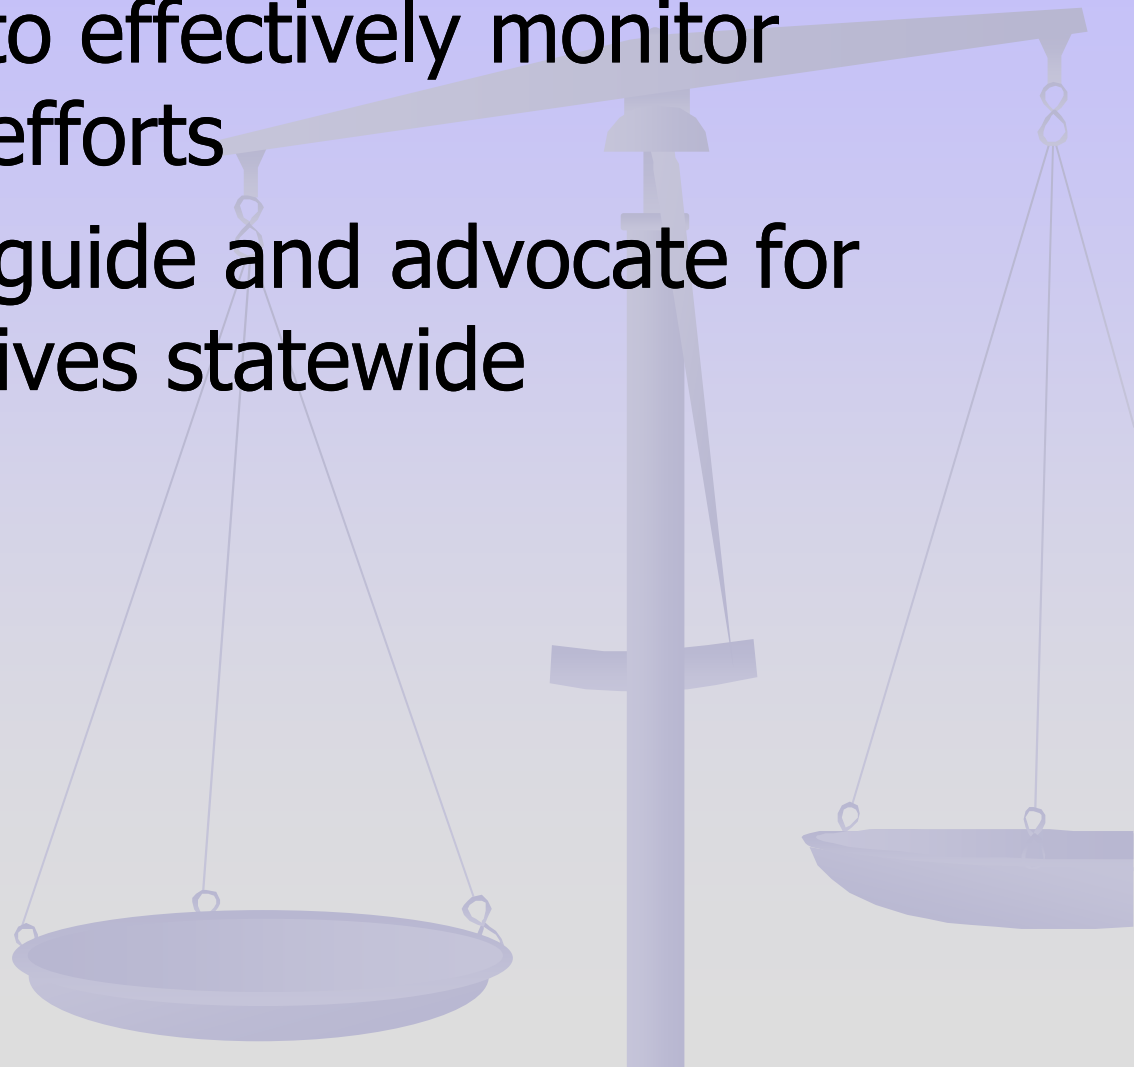 to effectively monitor
efforts
guide and advocate for
ives statewide